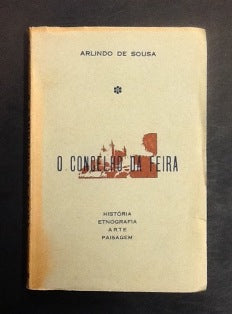 ARLINDO DE SOUSA
O CONCELHO DA FEIRA
HISTÓRIA
ETNOGRAFIA
ARTE
PAISAGEM